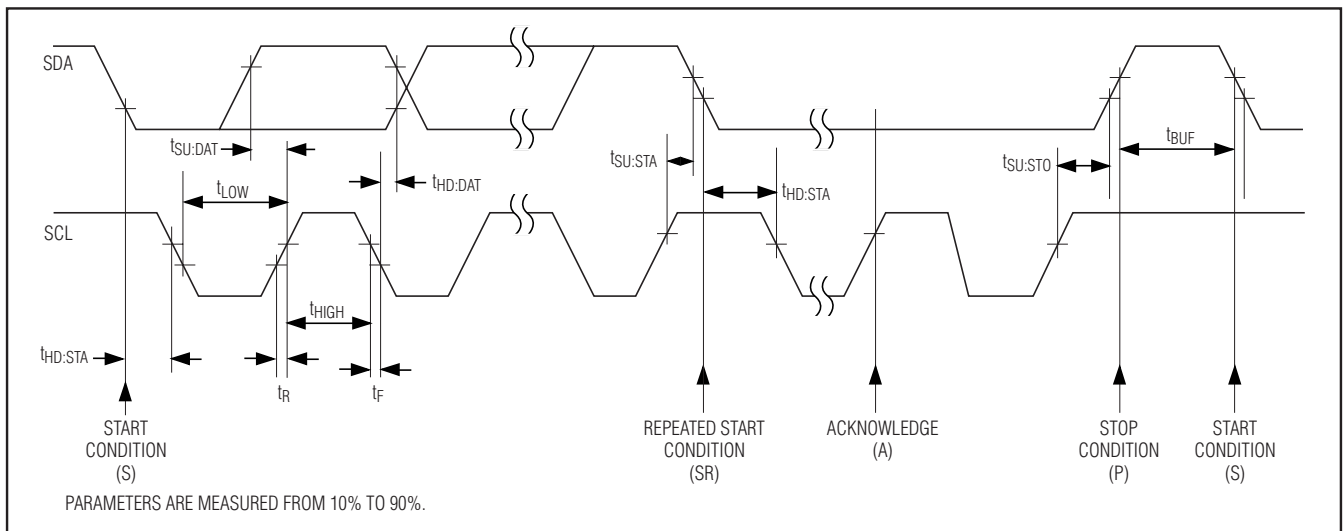 SDA
tSU:DAT
tLOW
tHD:DAT
tSU:STA
tHD:STA
tSU:STO
tBUF
SCL
tHIGH
tHD:STA
tR
tF
START
CONDITION
(S)
REPEATED START
CONDITION
(SR)
ACKNOWLEDGE
(A)
STOP
CONDITION
(P)
START
CONDITION
(S)
PARAMETERS ARE MEASURED FROM 10% TO 90%.